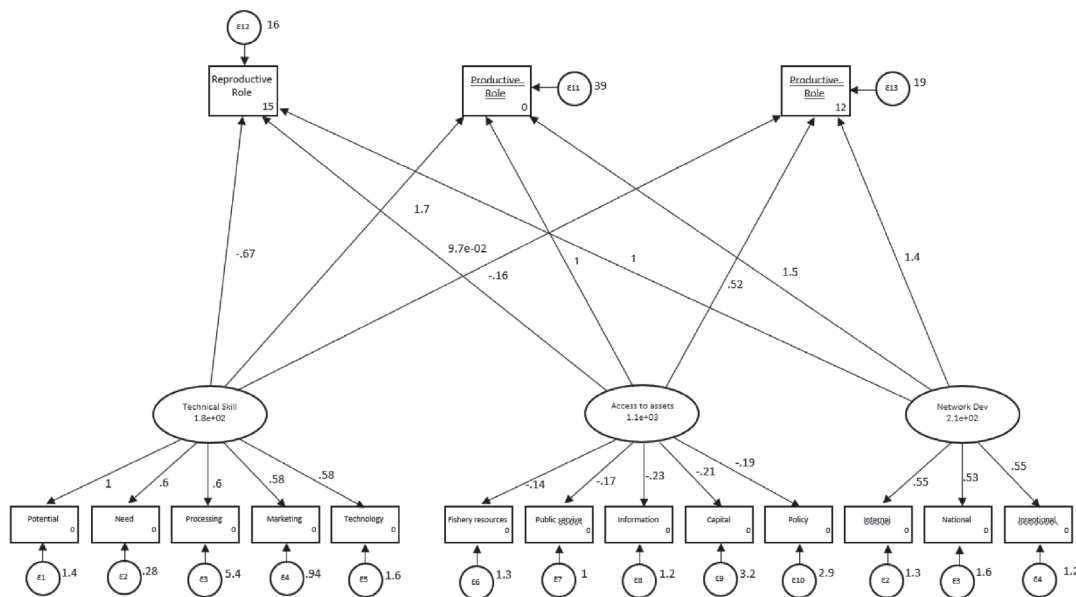 ε12
16
Reproductive
Role
15
Productive
Role
0
ε11
39
Productive
Role
12
ε13
19
-.67
1.7
9.7e-02
-.16
1
1
.52
1.5
1.4
Technical Skill
1.8e+02
Access to assets
1.1e+03
Network Dev
2.1e+02
1
.6
.6
.58
.58
-.14
-.17
-.23
-.21
-.19
.55
.53
.55
Potential
0
Need
0
Processing
0
Marketing
0
Technology
0
Fishery resources
0
Public service
0
Information
0
Capital
0
Policy
0
Internal
0
National
0
0
ε1
1.4
ε2
.28
ε3
5.4
ε4
.94
ε5
1.6
ε6
1.3
ε7
1
ε8
1.2
ε9
3.2
ε10
2.9
ε2
1.3
ε3
1.6
ε4
1.2